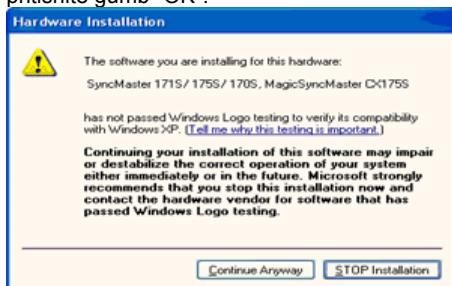 pritisnite gumb "OK".
Hardware Installation
The software you are installing for this hardware:
SyncMaster 171S/ 175S/ 170S, MagicSyncMaster CX175S
has not passed Windows Logo testing to verify its compatibility
with Windows XP. (Tell me why this testing is important.)
Continuing your installation of this software may impair
or destabilize the correct operation of your system
either immediately or in the future. Microsoft strongly
recommends that you stop this installation now and
contact the hardware vendor for software that has
passed Windows Logo testing.
Continue Anyway STOP Installation